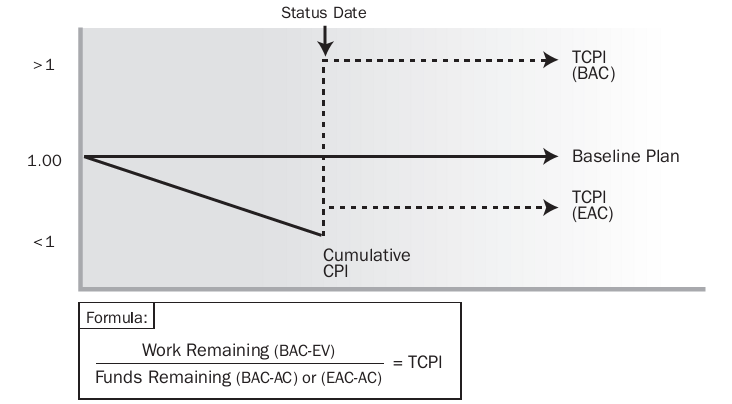 Status Date
>1
TCPI
(BAC)
1.00
Baseline Plan
TCPI
(EAC)
<1
Cumulative
CPI
Formula:
Work Remaining (BAC-EV)
Funds Remaining (BAC-AC) or (EAC-AC)
= TCPI